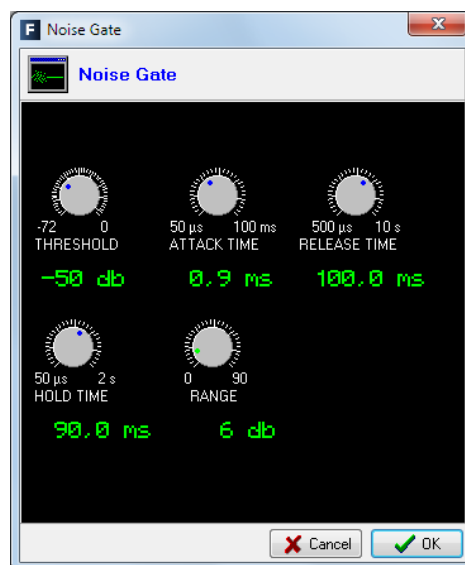 F Noise Gate
Noise Gate
-72 0 50 µs 100 ms 500 µs 10 s
THRESHOLD ATTACK TIME RELEASE TIME
-50 db 0,9 ms 100,0 ms
50 µs 2 s 0 90
HOLD TIME RANGE
90,0 ms 6 db
Cancel OK